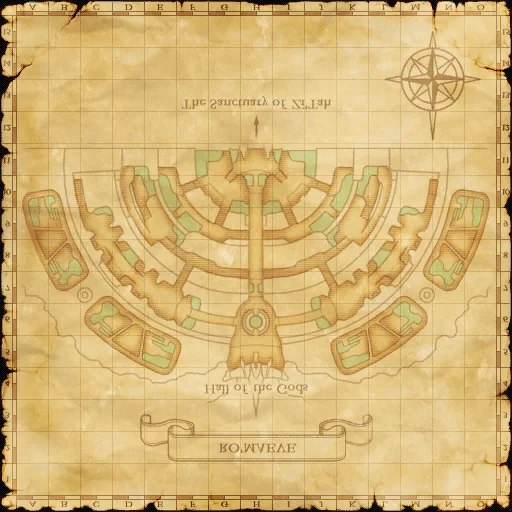 A B C D E F G H I J K L M N O
The Sanctuary of Zi'Tah
Hall of the Gods
RO'MAEVE
A B C D E F G H I J K L M N O